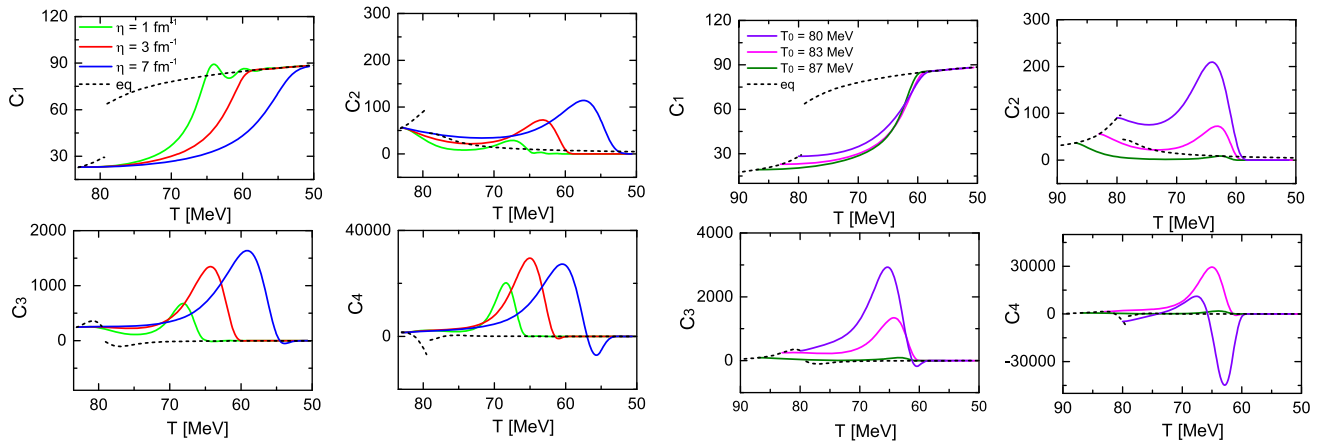 120
90
60
30
C1
η = 1 fm-1
η = 3 fm-1
η = 7 fm-1
eq
80 70 60 50
T [MeV]
300
200
100
0
C2
80 70 60 50
T [MeV]
120
90
60
30
C1
T0 = 80 MeV
T0 = 83 MeV
T0 = 87 MeV
eq
90 80 70 60 50
T [MeV]
300
200
100
0
C2
90 80 70 60 50
T [MeV]
2000
1000
0
C3
80 70 60 50
T [MeV]
40000
20000
0
C4
80 70 60 50
T [MeV]
4000
2000
0
C3
90 80 70 60 50
T [MeV]
30000
0
-30000
C4
90 80 70 60 50
T [MeV]